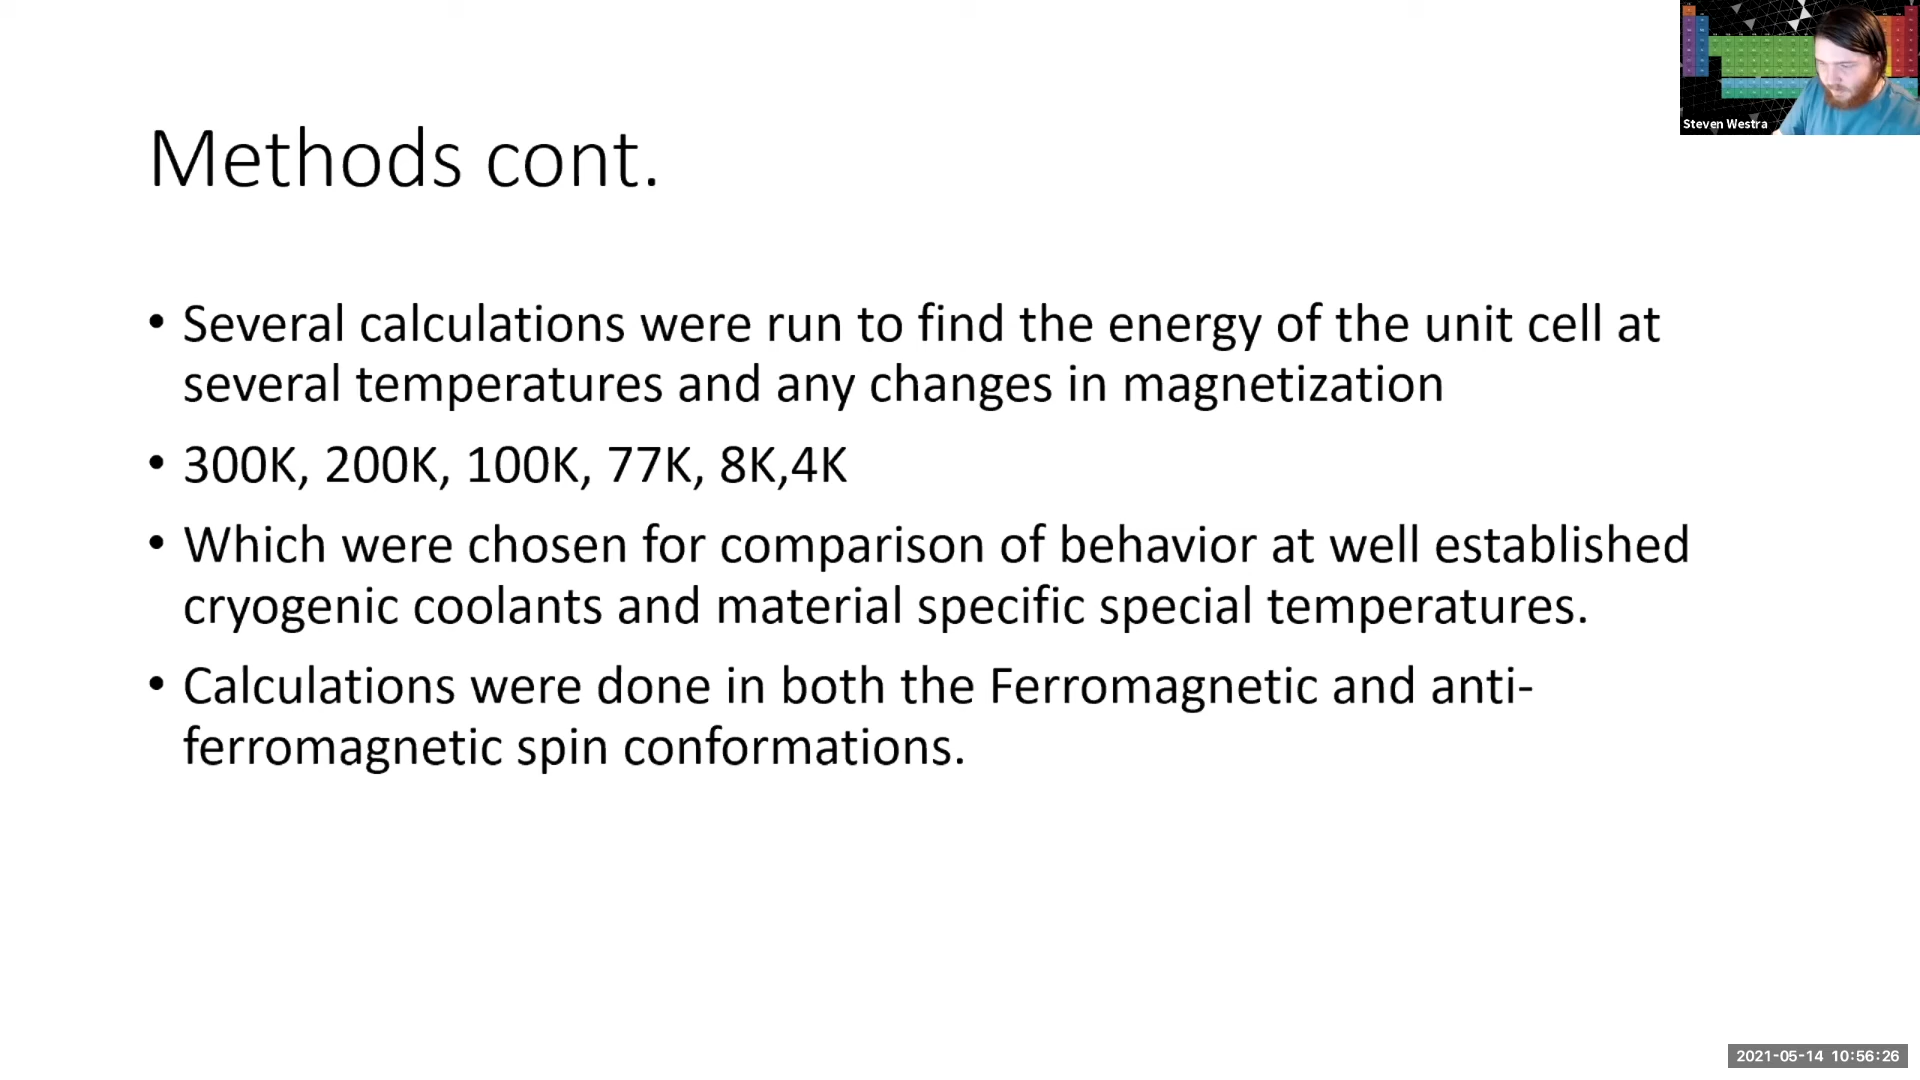 Steven Westra
Methods cont.
• Several calculations were run to find the energy of the unit cell at
several temperatures and any changes in magnetization
• 300K, 200K, 100K, 77K, 8K,4K
• Which were chosen for comparison of behavior at well established
cryogenic coolants and material specific special temperatures.
• Calculations were done in both the Ferromagnetic and anti-
ferromagnetic spin conformations.
2021-05-14 10:56:26